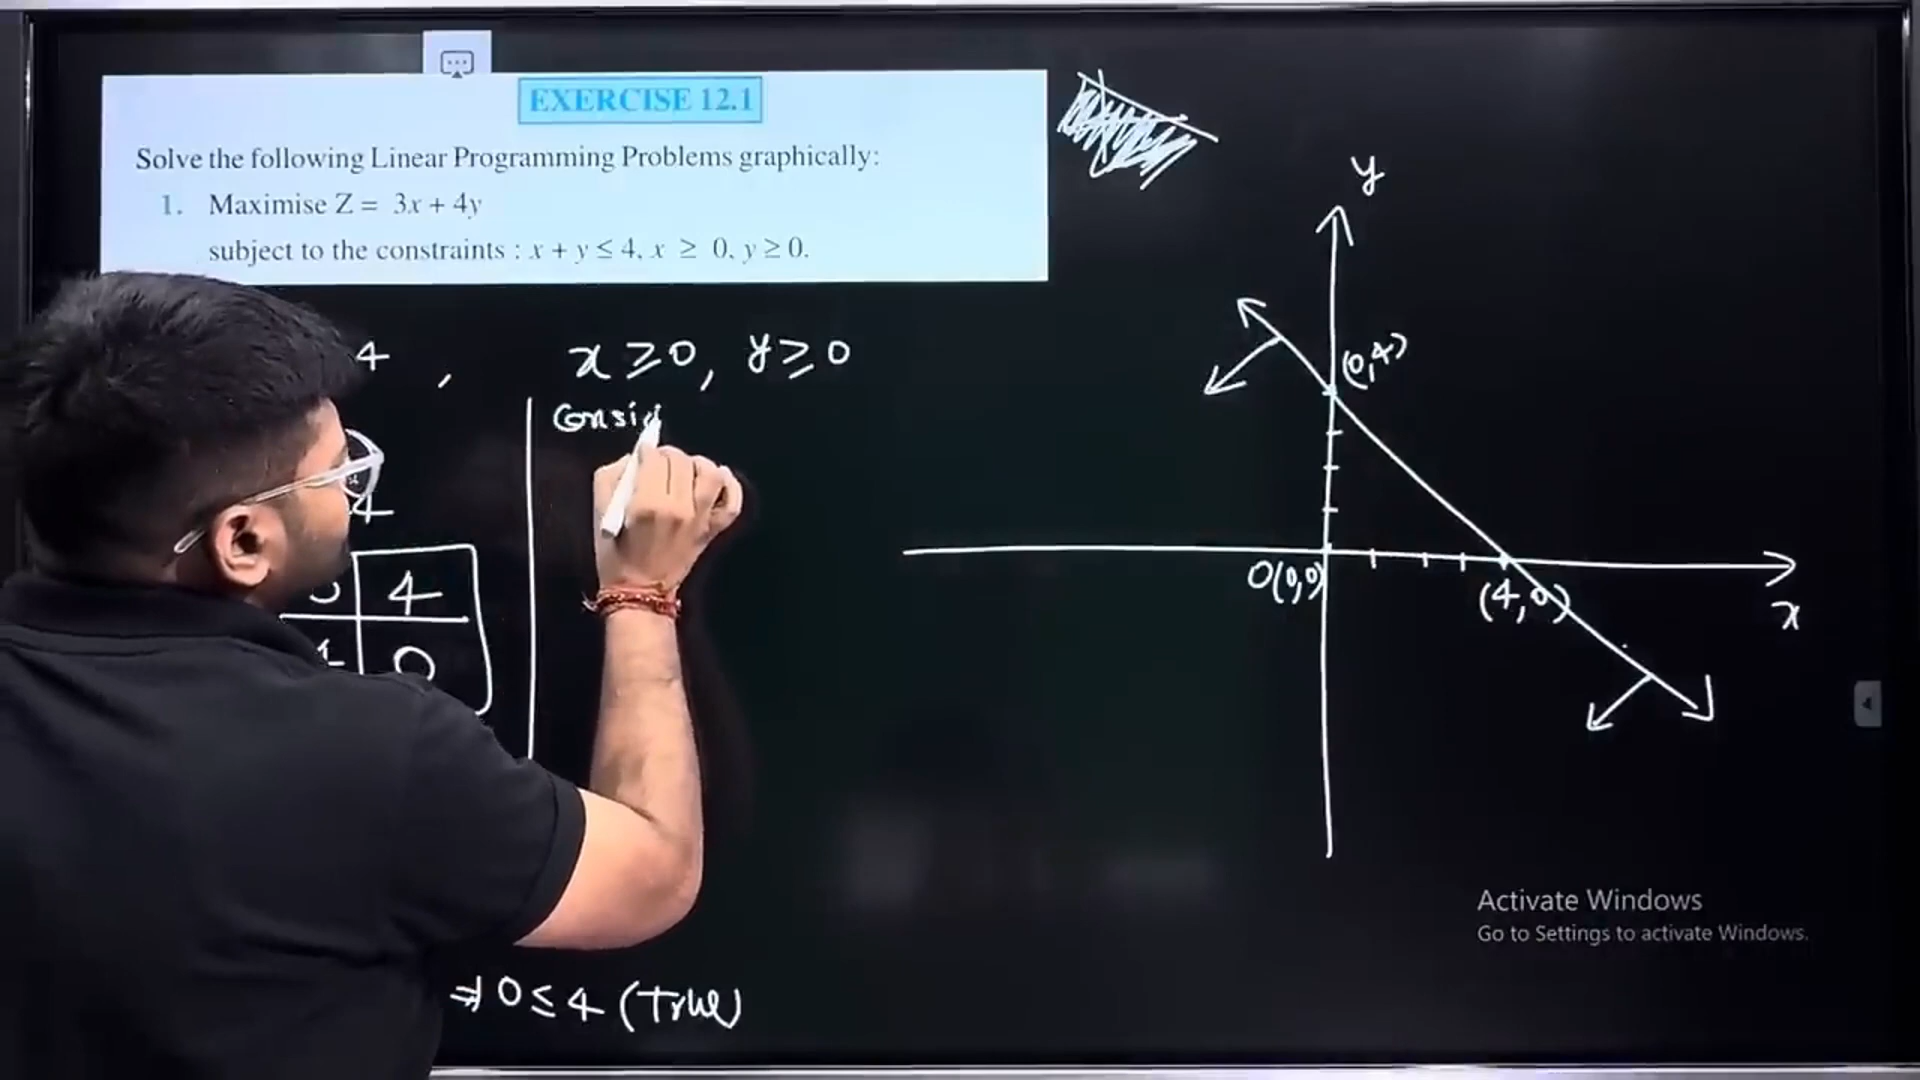 EXERCISE 12.1
Solve the following Linear Programming Problems graphically:
1. Maximise Z = 3x + 4y
subject to the constraints : x + y ≤ 4, x ≥ 0, y ≥ 0.
4 , x ≥ 0, y ≥ 0
Consid
4
4
0
⇒ 0 ≤ 4 (True)
y
(0,4)
O(0,0)
(4,0)
x
Activate Windows
Go to Settings to activate Windows.